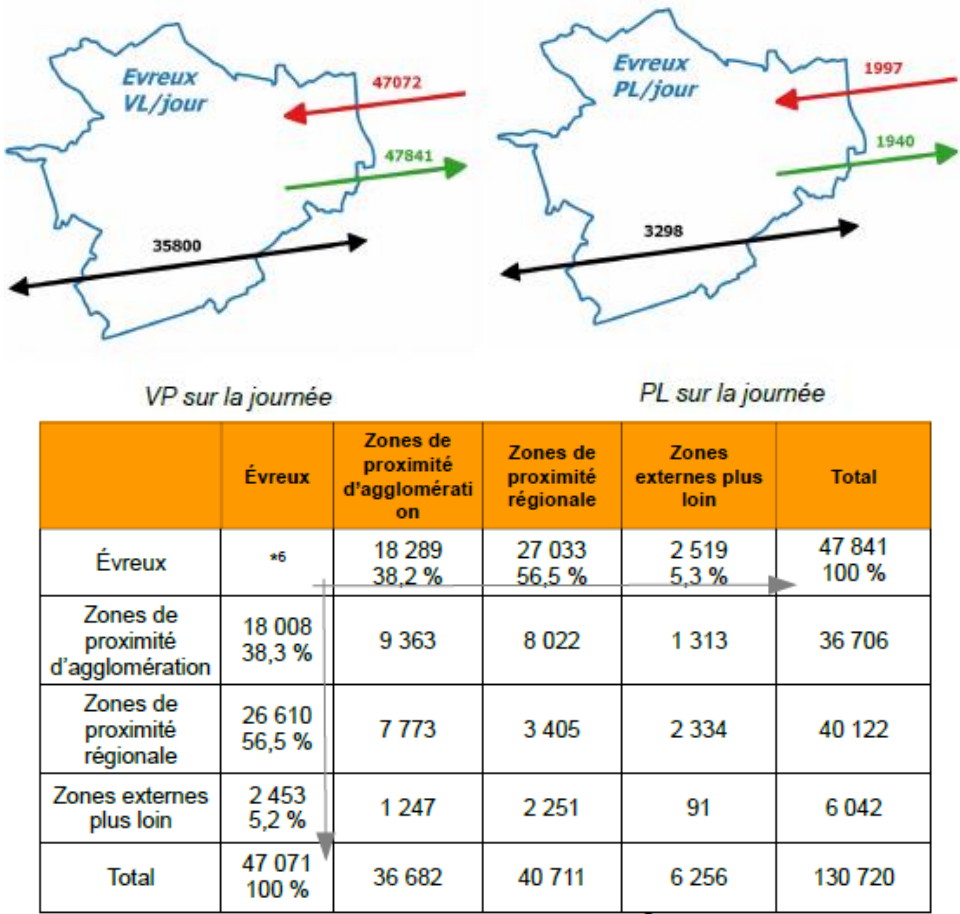 Evreux
VL/jour
47072
47841
35800
Evreux
PL/jour
1997
1940
3298
VP sur la journée
PL sur la journée
Évreux
Zones de
proximité
d'agglomérati
on
Zones de
proximité
régionale
Zones
externes plus
loin
Total
Évreux
*6
18 289
38,2 %
27 033
56,5 %
2 519
5,3 %
47 841
100 %
Zones de
proximité
d'agglomération
18 008
38,3 %
9 363
8 022
1 313
36 706
Zones de
proximité
régionale
26 610
56,5 %
7 773
3 405
2 334
40 122
Zones externes
plus loin
2 453
5,2 %
1 247
2 251
91
6 042
Total
47 071
100 %
36 682
40 711
6 256
130 720